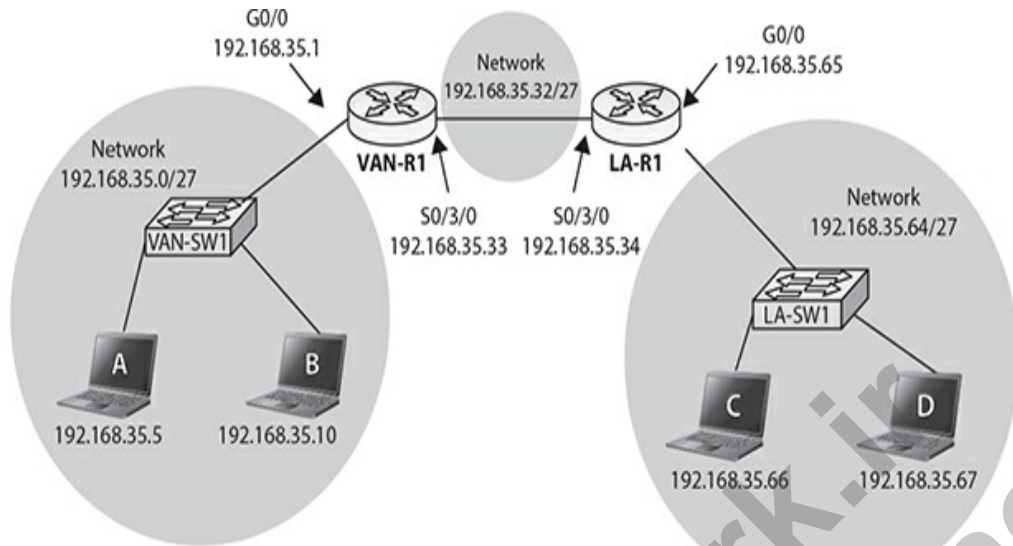 G0/0
192.168.35.1
Network
192.168.35.32/27
G0/0
192.168.35.65
VAN-R1
LA-R1
Network
192.168.35.0/27
S0/3/0
192.168.35.33
S0/3/0
192.168.35.34
Network
192.168.35.64/27
VAN-SW1
LA-SW1
A
B
C
D
192.168.35.5
192.168.35.10
192.168.35.66
192.168.35.67